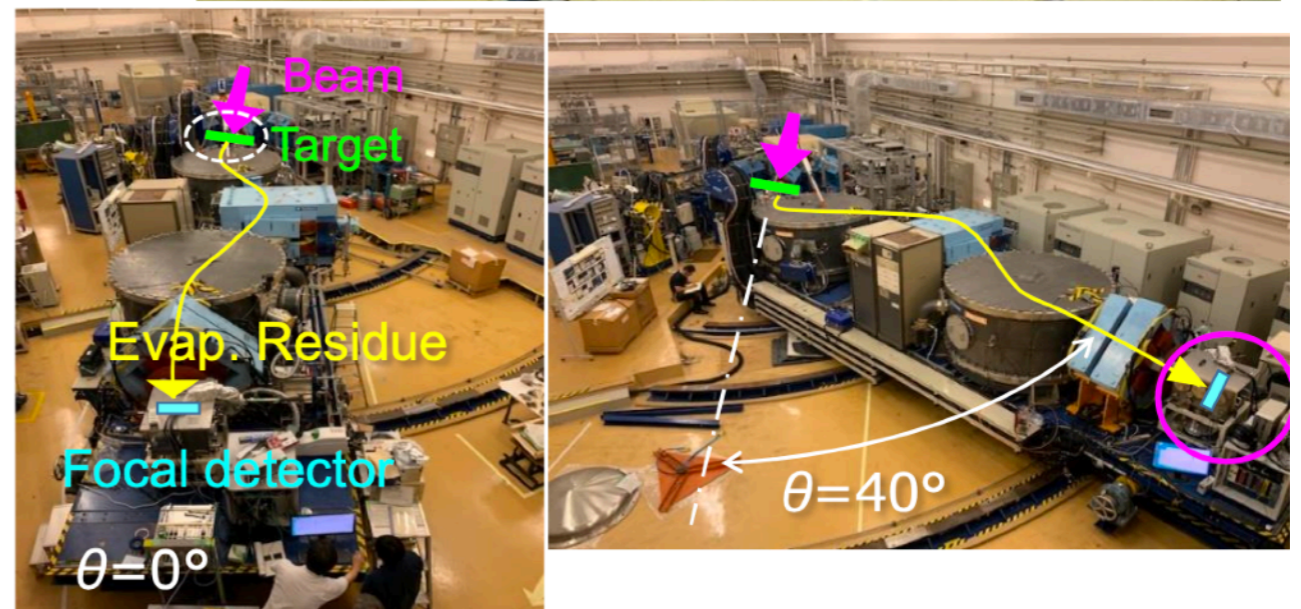 Beam
Target
Evap. Residue
Focal detector
θ=0°
θ=40°